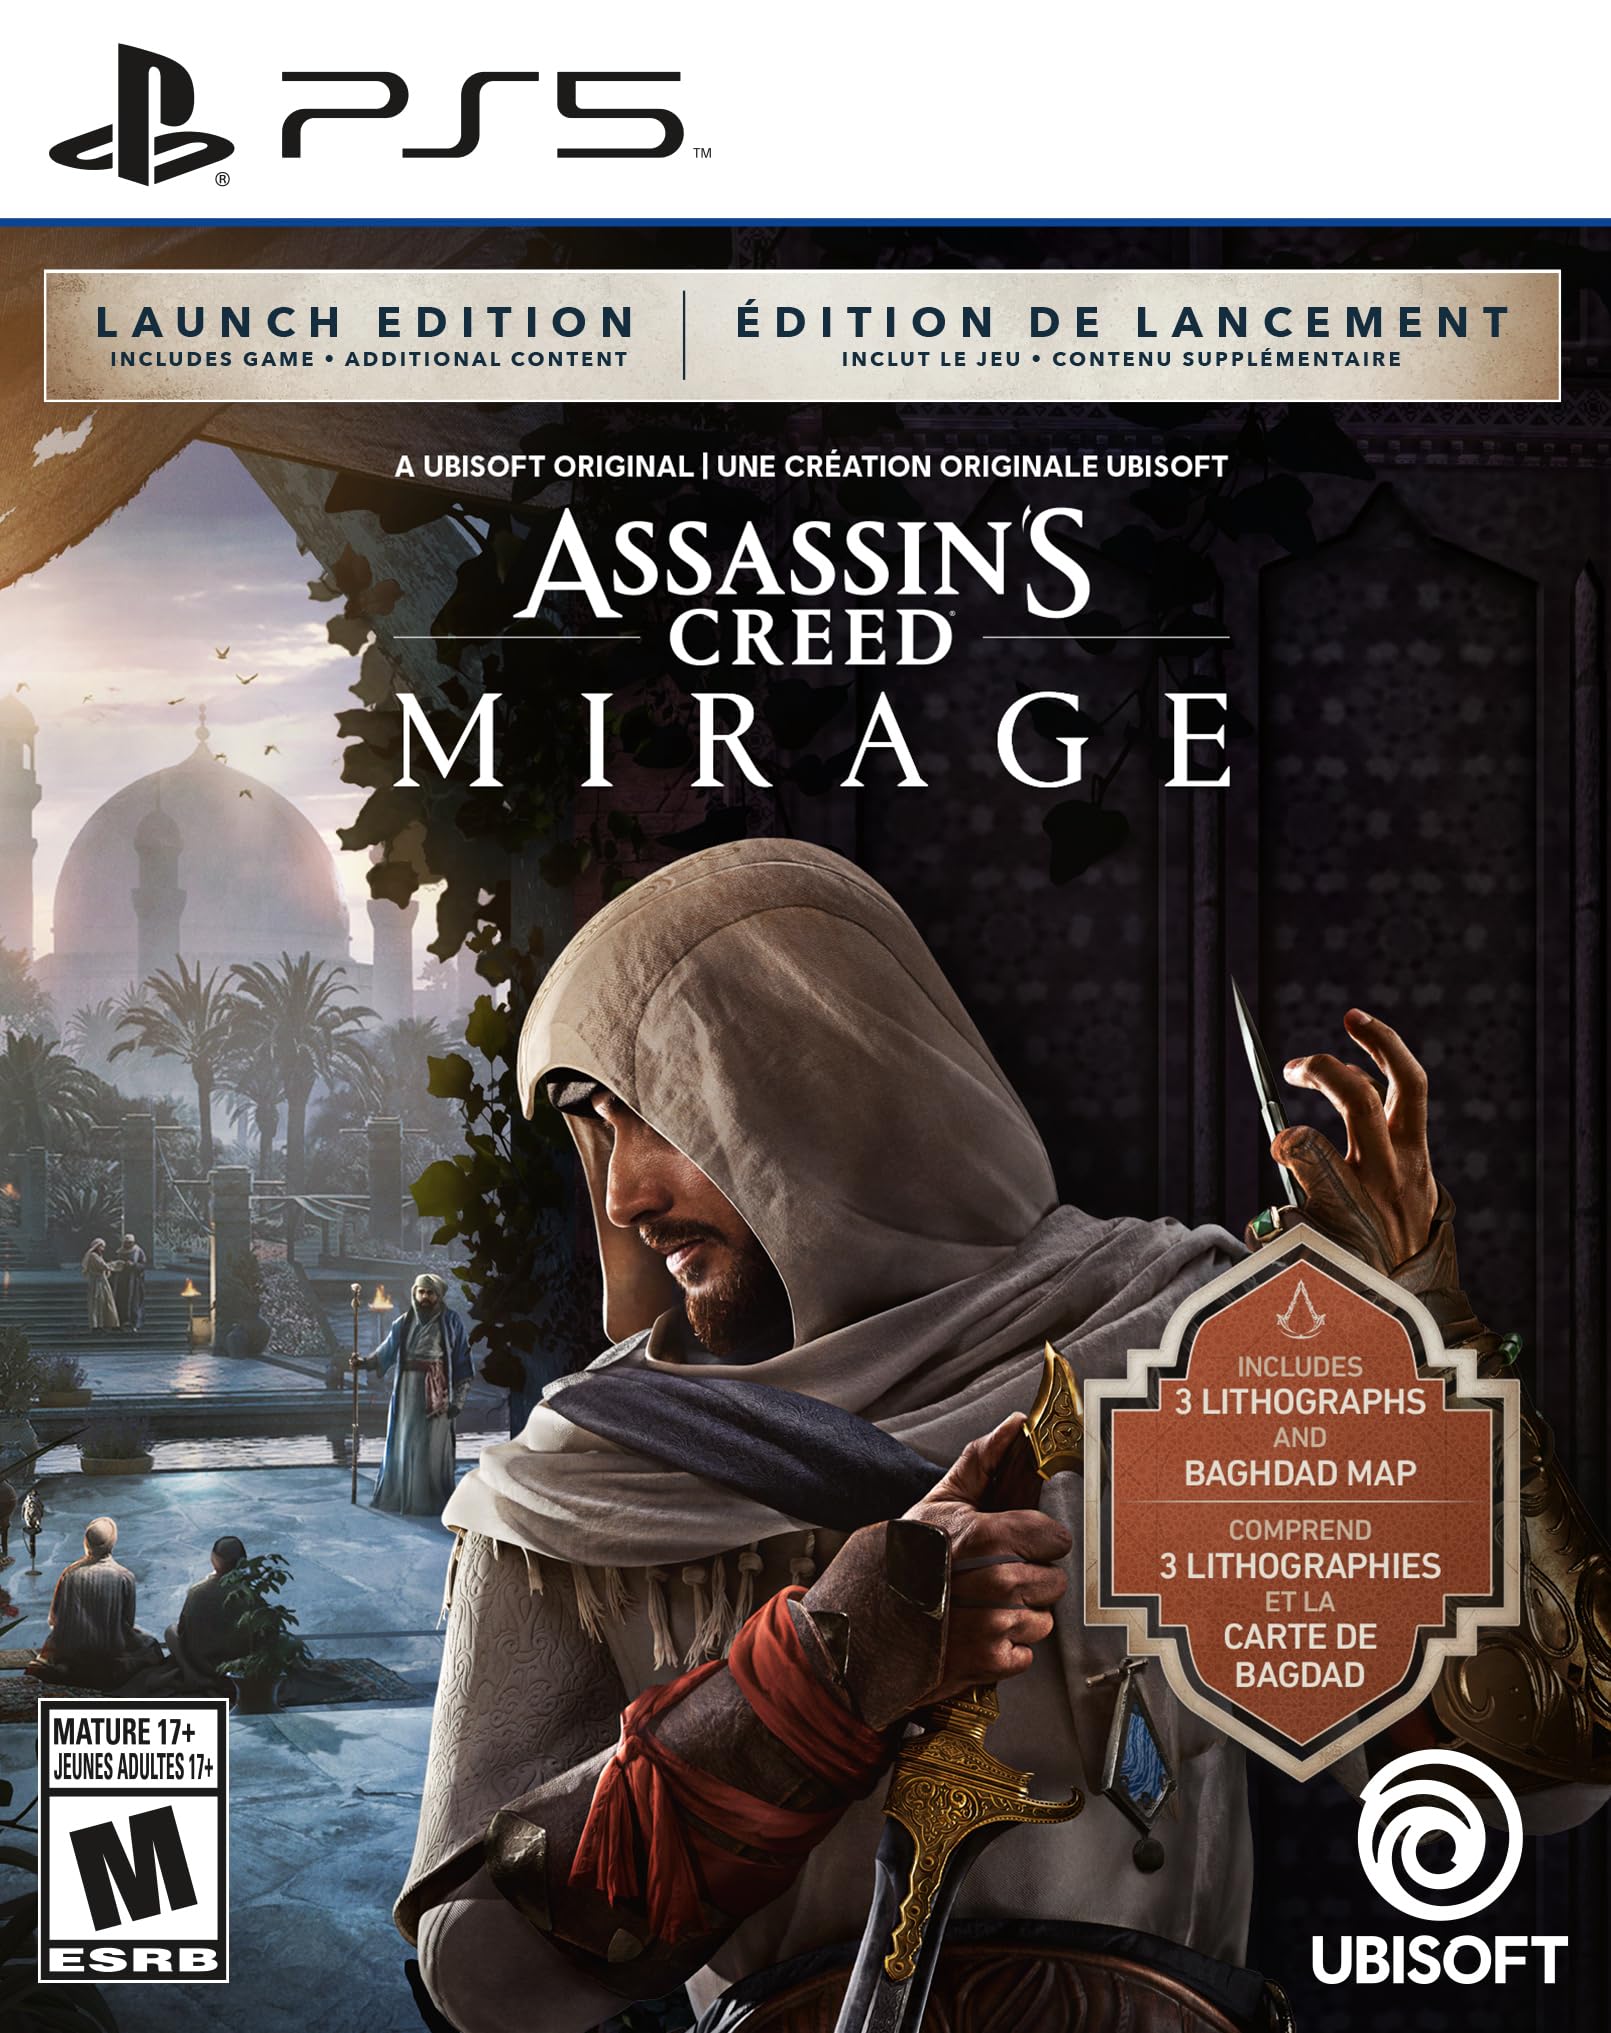 PS5™
LAUNCH EDITION
INCLUDES GAME • ADDITIONAL CONTENT
ÉDITION DE LANCEMENT
INCLUT LE JEU • CONTENU SUPPLÉMENTAIRE
A UBISOFT ORIGINAL | UNE CRÉATION ORIGINALE UBISOFT
ASSASSIN'S
CREED®
MIRAGE
INCLUDES
3 LITHOGRAPHS
AND
BAGHDAD MAP
COMPREND
3 LITHOGRAPHIES
ET LA
CARTE DE
BAGDAD
MATURE 17+
JEUNES ADULTES 17+
M
ESRB
UBISOFT